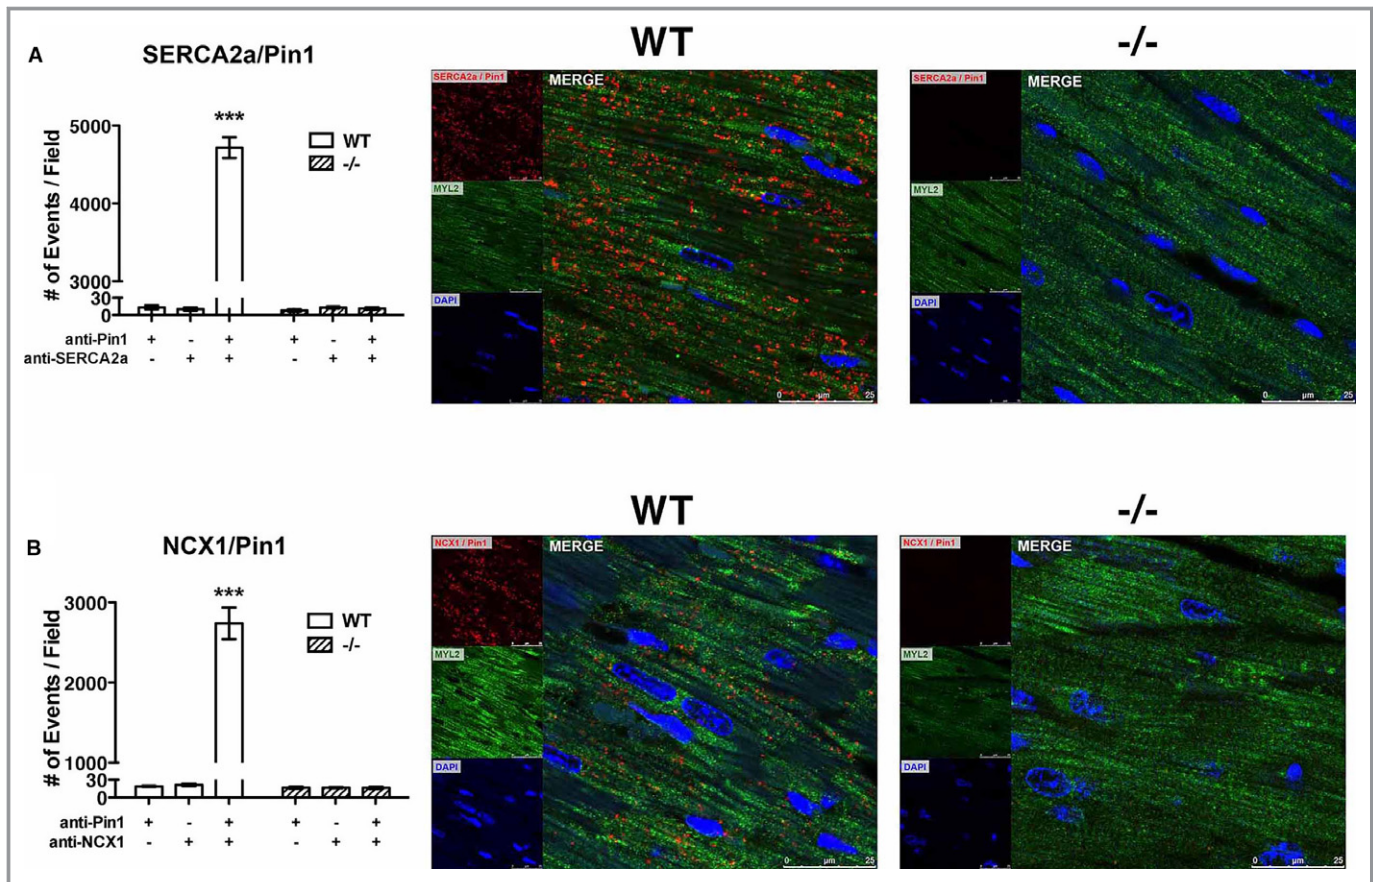 A
SERCA2a/Pin1
WT
-/-
# of Events / Field
5000
4000
3000
30
0
***
WT
-/-
anti-Pin1 + - + + - +
anti-SERCA2a - + + - + +
SERCA2a / Pin1
MERGE
MYL2
DAPI
0 µm 25
SERCA2a / Pin1
MERGE
MYL2
DAPI
0 µm 25
B
NCX1/Pin1
WT
-/-
# of Events / Field
3000
2000
1000
30
0
***
WT
-/-
anti-Pin1 + - + + - +
anti-NCX1 - + + - + +
NCX1 / Pin1
MERGE
MYL2
DAPI
0 µm 25
NCX1 / Pin1
MERGE
MYL2
DAPI
0 µm 25